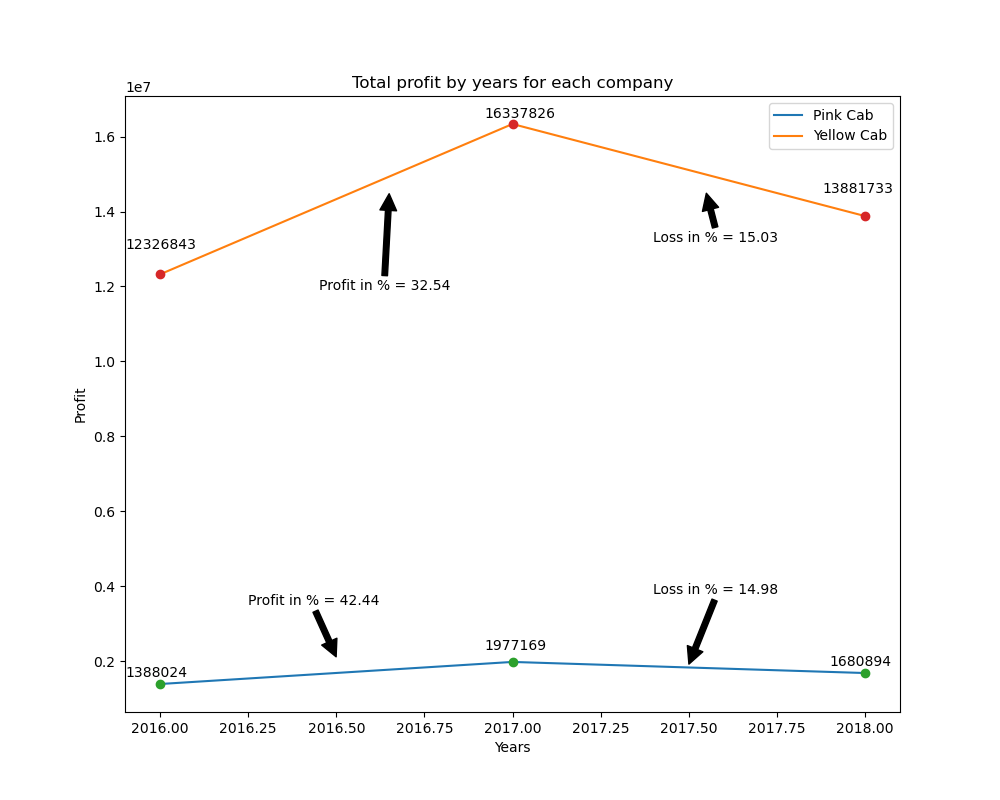 Total profit by years for each company
1e7
Pink Cab
Yellow Cab
16337826
13881733
12326843
Loss in % = 15.03
Profit in % = 32.54
Loss in % = 14.98
Profit in % = 42.44
1977169
1680894
1388024
1.6
1.4
1.2
1.0
0.8
0.6
0.4
0.2
Profit
2016.00 2016.25 2016.50 2016.75 2017.00 2017.25 2017.50 2017.75 2018.00
Years